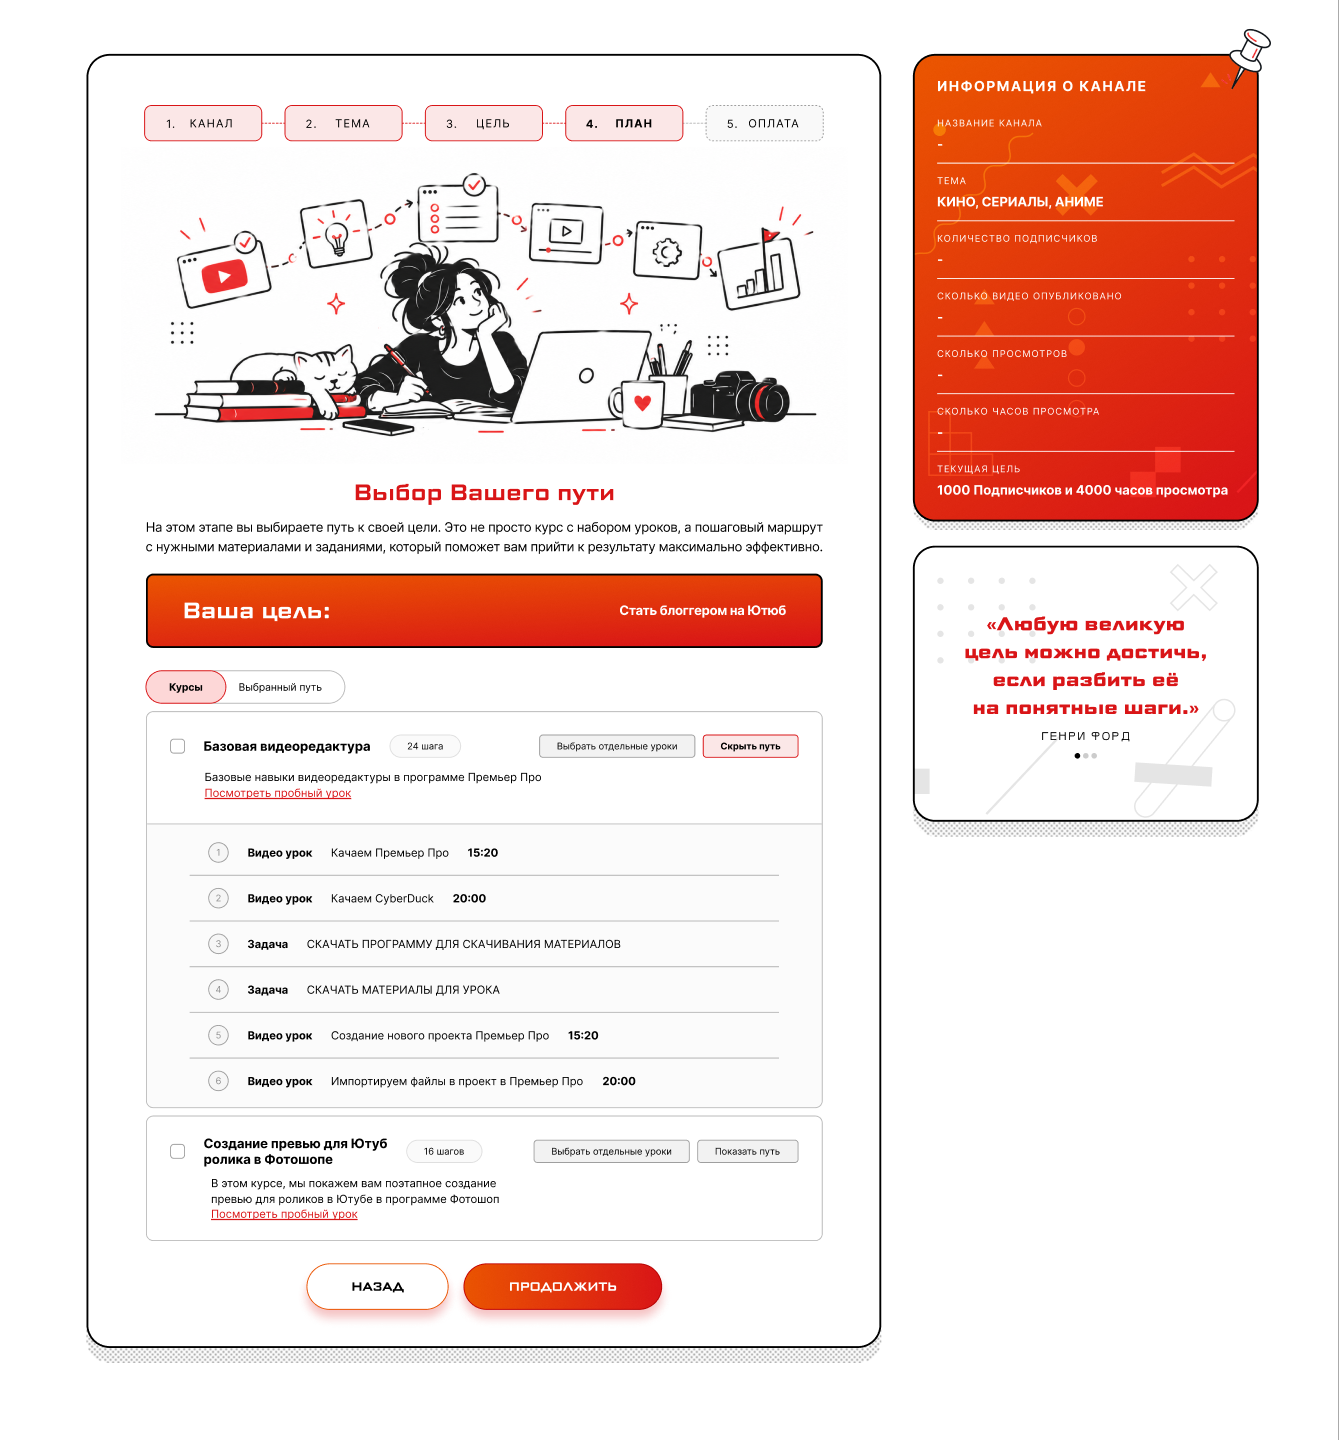 1. КАНАЛ
2. ТЕМА
3. ЦЕЛЬ
4. ПЛАН
5. ОПЛАТА
Выбор Вашего пути
На этом этапе вы выбираете путь к своей цели. Это не просто курс с набором уроков, а пошаговый маршрут
с нужными материалами и заданиями, который поможет вам прийти к результату максимально эффективно.
Ваша цель:
Стать блоггером на Ютюб
Курсы
Выбранный путь
Базовая видеоредактура
24 шага
Выбрать отдельные уроки
Скрыть путь
Базовые навыки видеоредактуры в программе Премьер Про
Посмотреть пробный урок
1 Видео урок Качаем Премьер Про 15:20
2 Видео урок Качаем CyberDuck 20:00
3 Задача СКАЧАТЬ ПРОГРАММУ ДЛЯ СКАЧИВАНИЯ МАТЕРИАЛОВ
4 Задача СКАЧАТЬ МАТЕРИАЛЫ ДЛЯ УРОКА
5 Видео урок Создание нового проекта Премьер Про 15:20
6 Видео урок Импортируем файлы в проект в Премьер Про 20:00
Создание превью для Ютуб
ролика в Фотошопе
16 шагов
Выбрать отдельные уроки
Показать путь
В этом курсе, мы покажем вам поэтапное создание
превью для роликов в Ютубе в программе Фотошоп
Посмотреть пробный урок
НАЗАД
ПРОДОЛЖИТЬ
ИНФОРМАЦИЯ О КАНАЛЕ
НАЗВАНИЕ КАНАЛА
-
ТЕМА
КИНО, СЕРИАЛЫ, АНИМЕ
КОЛИЧЕСТВО ПОДПИСЧИКОВ
-
СКОЛЬКО ВИДЕО ОПУБЛИКОВАНО
-
СКОЛЬКО ПРОСМОТРОВ
-
СКОЛЬКО ЧАСОВ ПРОСМОТРА
-
ТЕКУЩАЯ ЦЕЛЬ
1000 Подписчиков и 4000 часов просмотра
«Любую великую
цель можно достичь,
если разбить её
на понятные шаги.»
ГЕНРИ ФОРД